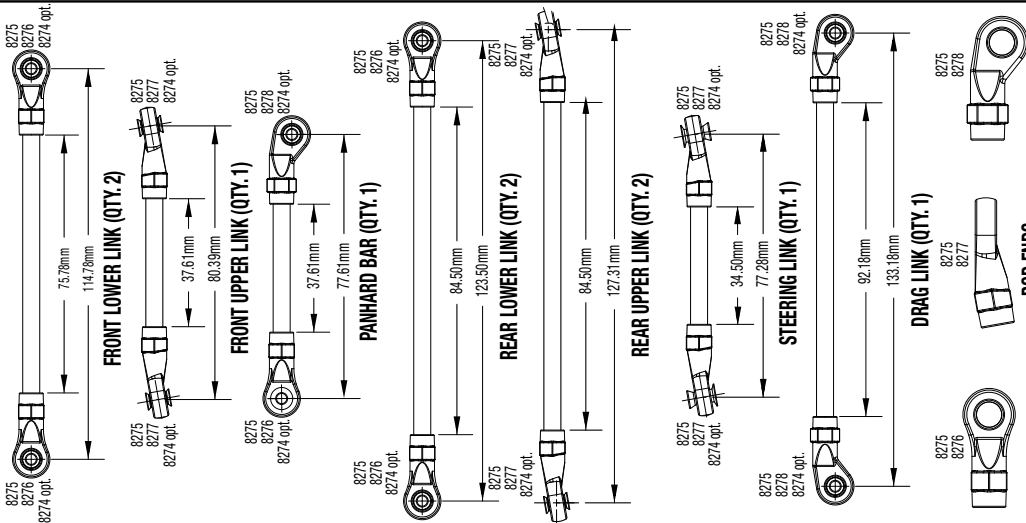 8275
8276
8274 opt.
8275
8276
8274 opt.
75.78mm
114.78mm
FRONT LOWER LINK (QTY. 2)
8275
8277
8274 opt.
8275
8277
8274 opt.
37.61mm
80.39mm
FRONT UPPER LINK (QTY. 1)
8275
8276
8274 opt.
8275
8278
8274 opt.
37.61mm
77.61mm
PANHARD BAR (QTY. 1)
8275
8276
8274 opt.
8275
8276
8274 opt.
84.50mm
123.50mm
REAR LOWER LINK (QTY. 2)
8275
8277
8274 opt.
8275
8277
8274 opt.
84.50mm
127.31mm
REAR UPPER LINK (QTY. 2)
8275
8277
8274 opt.
8275
8277
8274 opt.
34.50mm
77.28mm
STEERING LINK (QTY. 1)
8275
8278
8274 opt.
8275
8278
8274 opt.
92.18mm
133.18mm
DRAG LINK (QTY. 1)
8275
8276
8275
8277
8275
8278